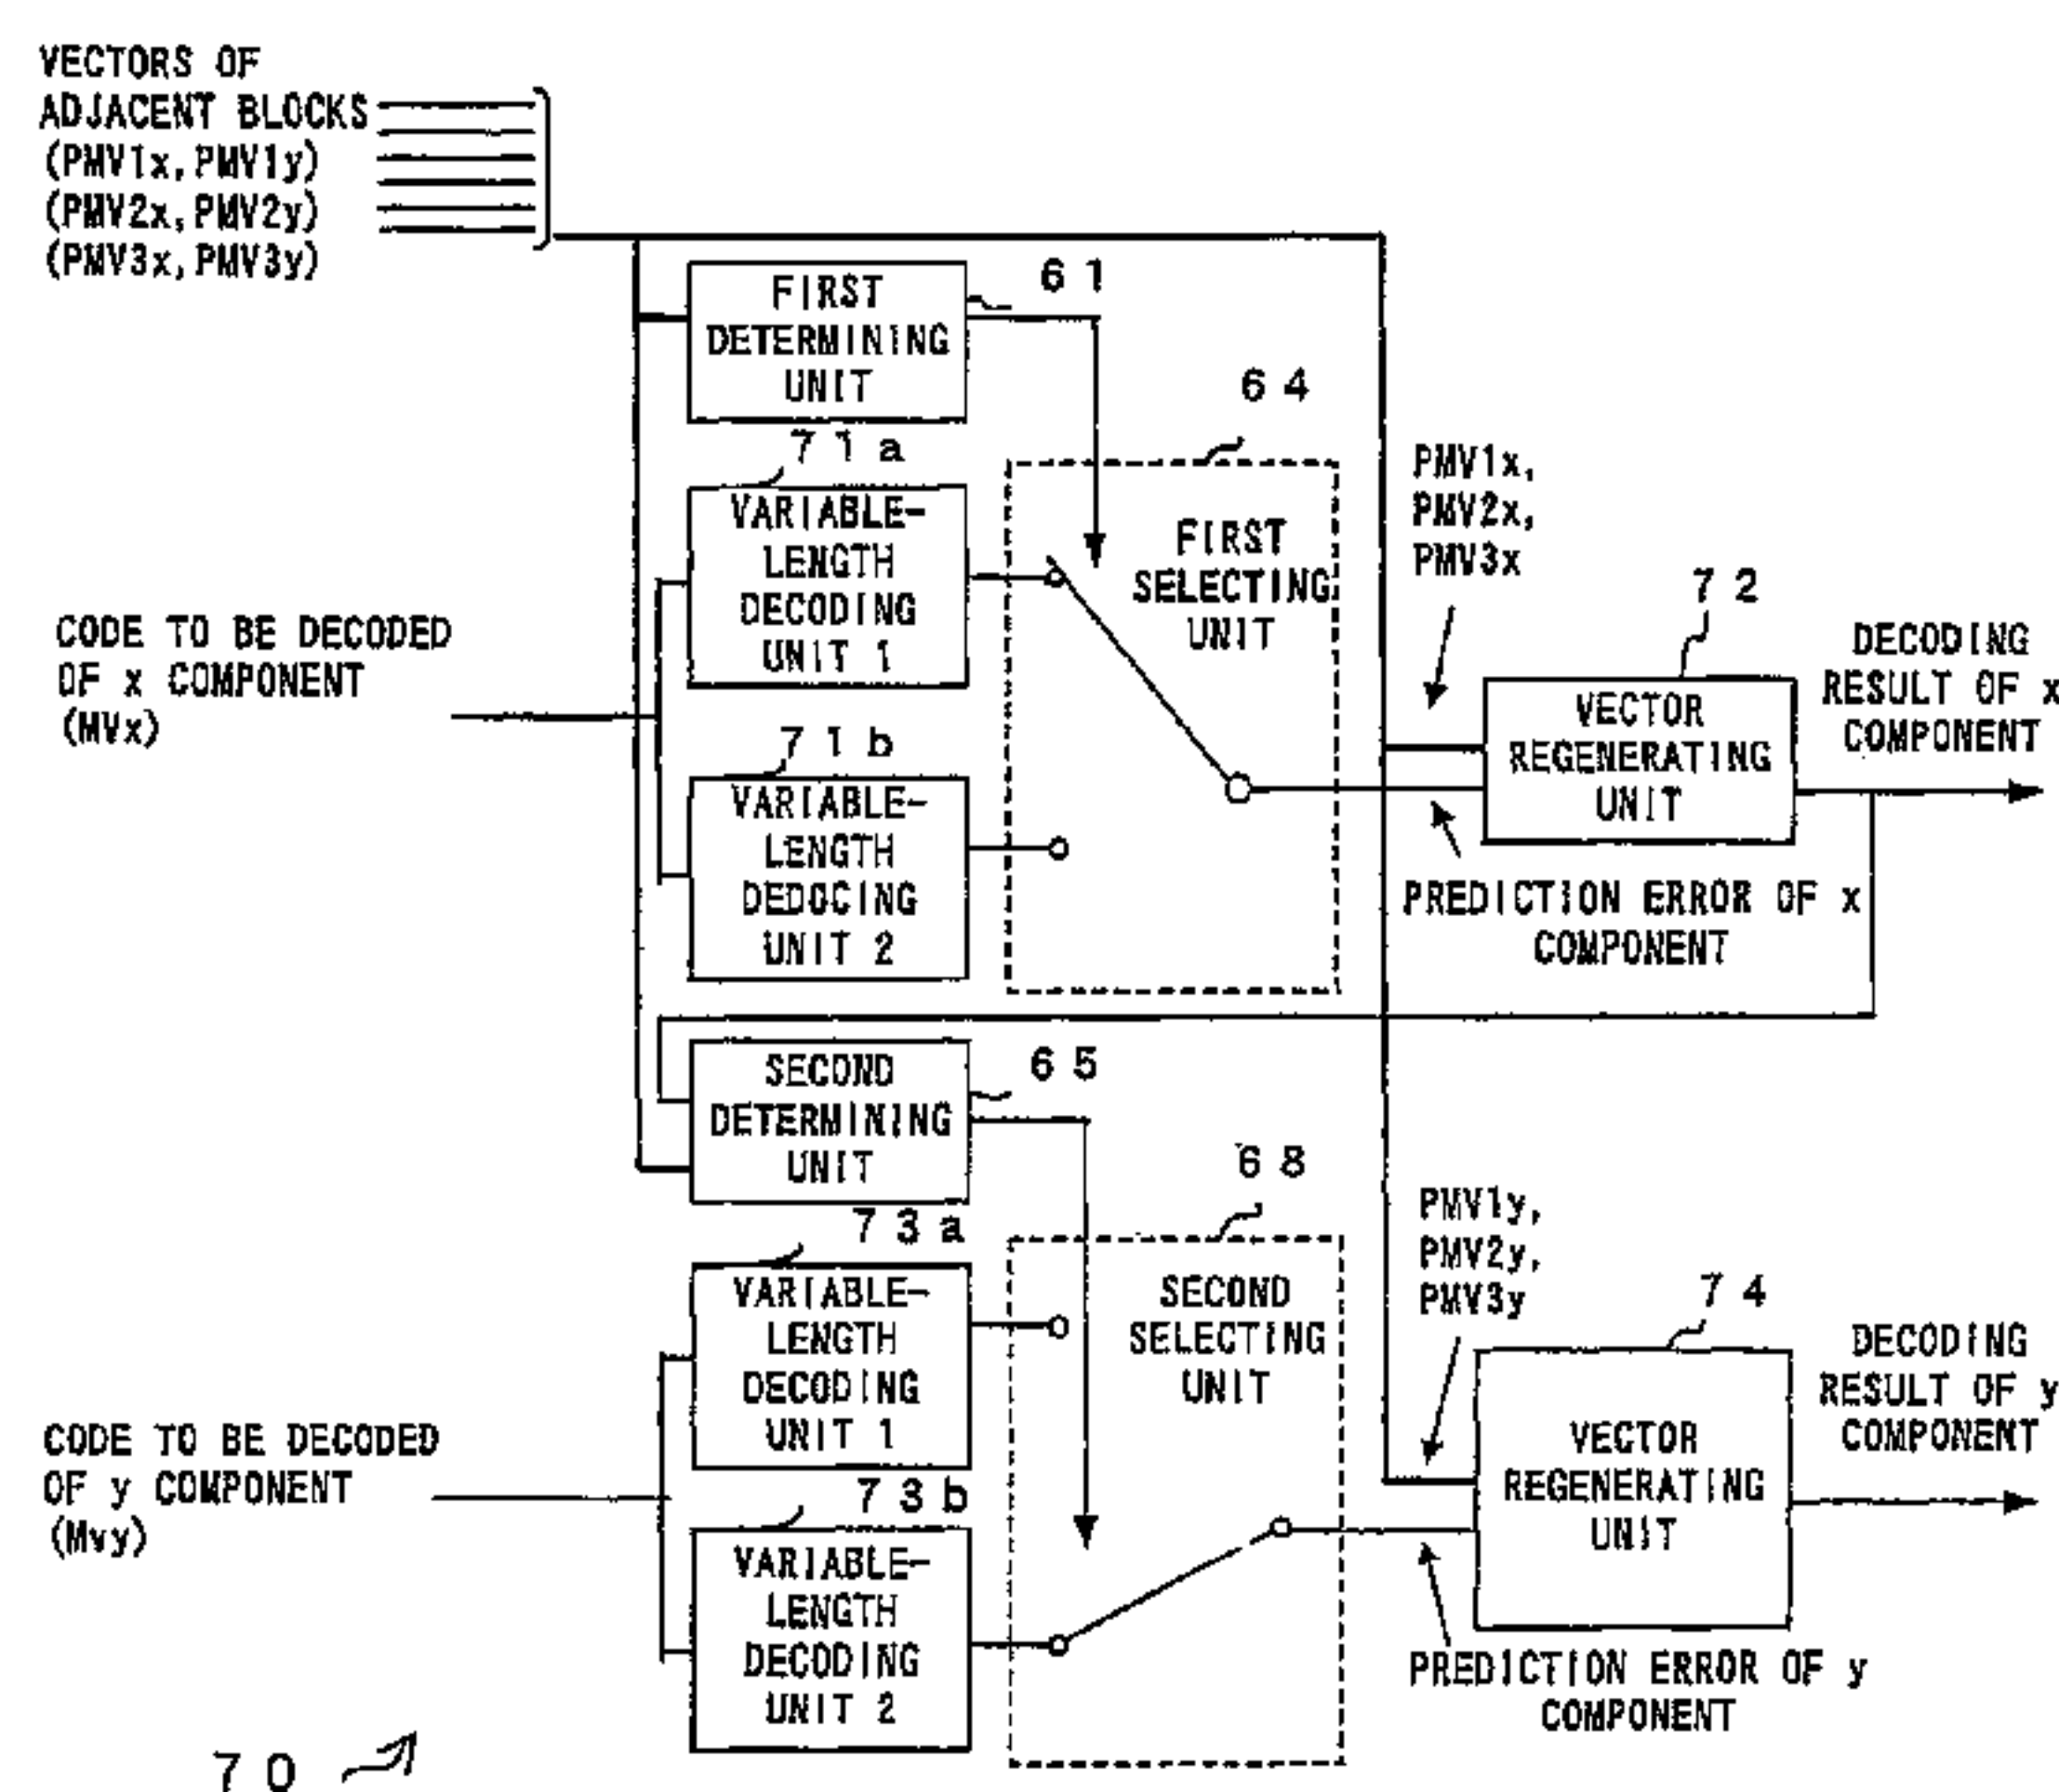 VECTORS OF
ADJACENT BLOCKS
(PMV1x,PMV1y)
(PMV2x,PMV2y)
(PMV3x,PMV3y)
61
FIRST
DETERMINING
UNIT
64
71a
VARIABLE-
LENGTH
DECODING
UNIT 1
FIRST
SELECTING
UNIT
PMV1x,
PMV2x,
PMV3x
72
CODE TO BE DECODED
OF x COMPONENT
(MVx)
VECTOR
REGENERATING
UNIT
DECODING
RESULT OF x
COMPONENT
71b
VARIABLE-
LENGTH
DEDOCING
UNIT 2
PREDICTION ERROR OF x
COMPONENT
65
SECOND
DETERMINING
UNIT
68
73a
VARIABLE-
LENGTH
DECODING
UNIT 1
SECOND
SELECTING
UNIT
PMV1y,
PMV2y,
PMV3y
74
CODE TO BE DECODED
OF y COMPONENT
(Mvy)
VECTOR
REGENERATING
UNIT
DECODING
RESULT OF y
COMPONENT
73b
VARIABLE-
LENGTH
DECODING
UNIT 2
PREDICTION ERROR OF y
COMPONENT
70